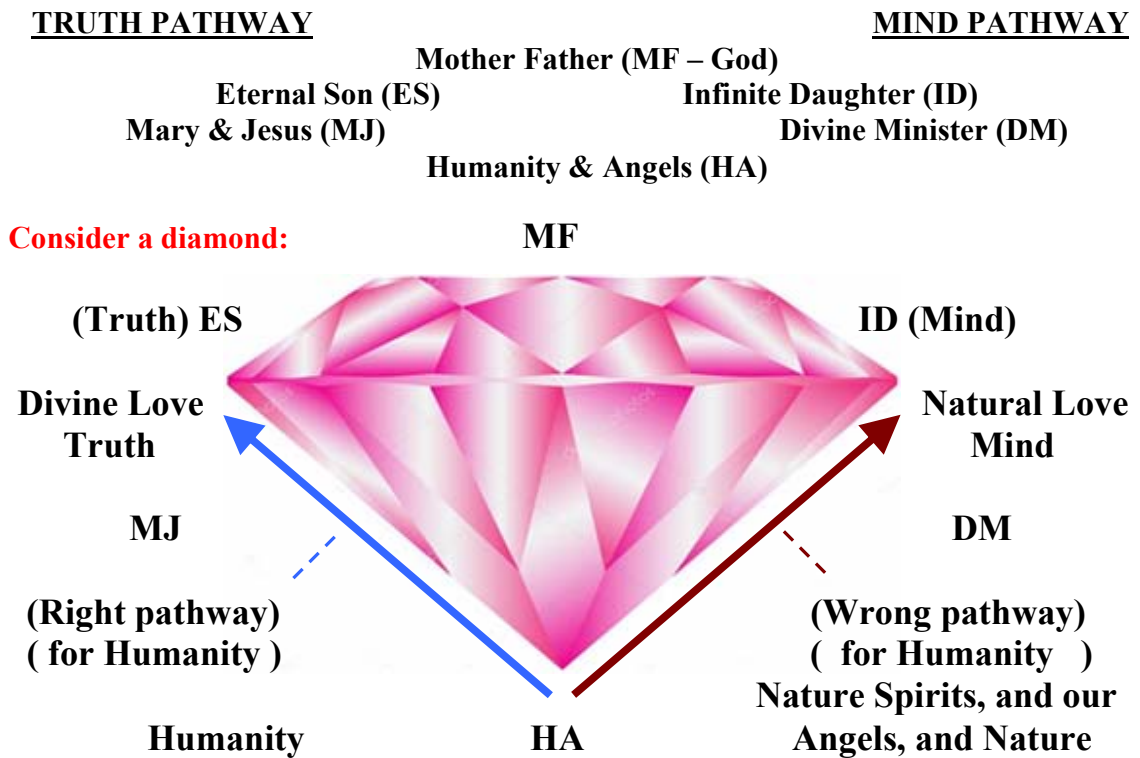 TRUTH PATHWAY MIND PATHWAY
Mother Father (MF – God)
Eternal Son (ES) Infinite Daughter (ID)
Mary & Jesus (MJ) Divine Minister (DM)
Humanity & Angels (HA)
Consider a diamond: MF
(Truth) ES ID (Mind)
Divine Love Natural Love
Truth Mind
MJ DM
(Right pathway) (Wrong pathway)
( for Humanity ) ( for Humanity )
Nature Spirits, and our
Humanity HA Angels, and Nature